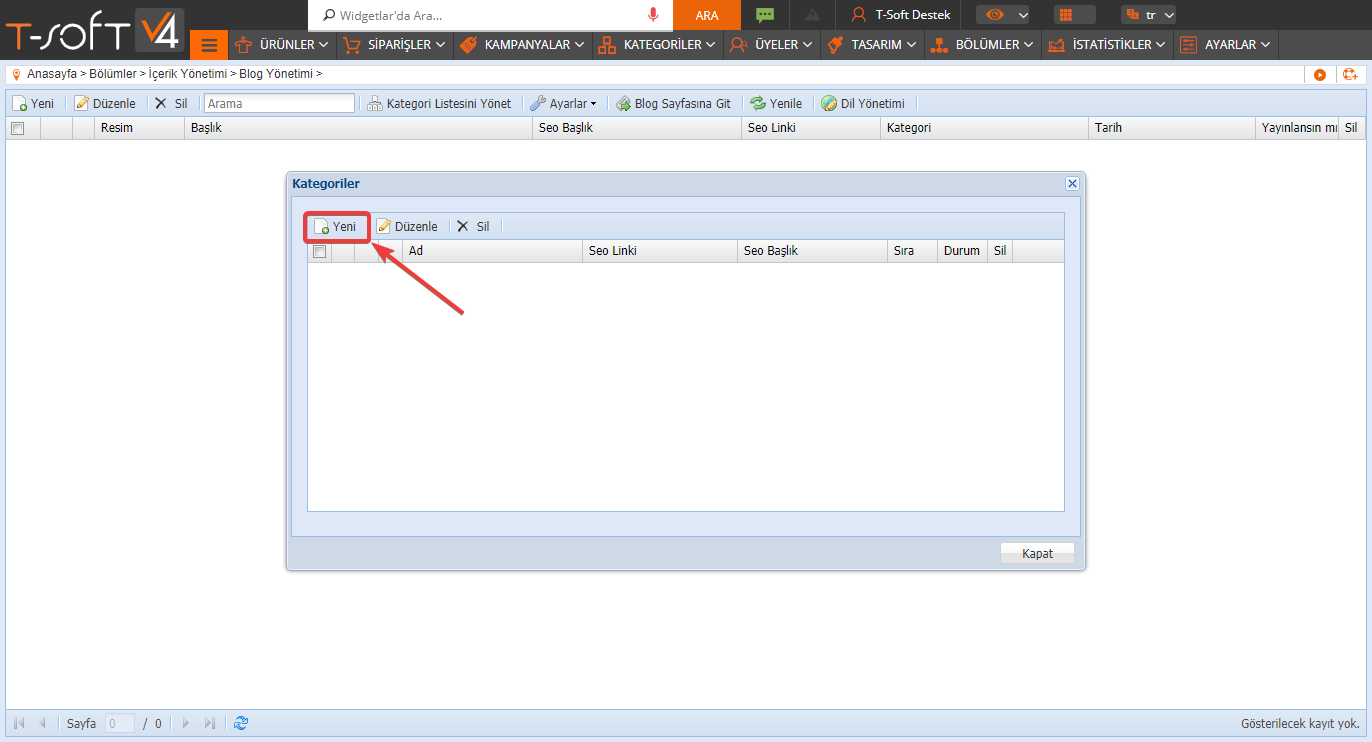 T-SOFT V4
Widgetlar'da Ara... ARA T-Soft Destek tr
ÜRÜNLER SİPARİŞLER KAMPANYALAR KATEGORİLER ÜYELER TASARIM BÖLÜMLER İSTATİSTİKLER AYARLAR
Anasayfa > Bölümler > İçerik Yönetimi > Blog Yönetimi >
Yeni Düzenle Sil Arama Kategori Listesini Yönet Ayarlar Blog Sayfasına Git Yenile Dil Yönetimi
Resim Başlık Seo Başlık Seo Linki Kategori Tarih Yayınlansın mı Sil
Kategoriler
Yeni Düzenle Sil
Ad Seo Linki Seo Başlık Sıra Durum Sil
Kapat
Sayfa 0 / 0 Gösterilecek kayıt yok.